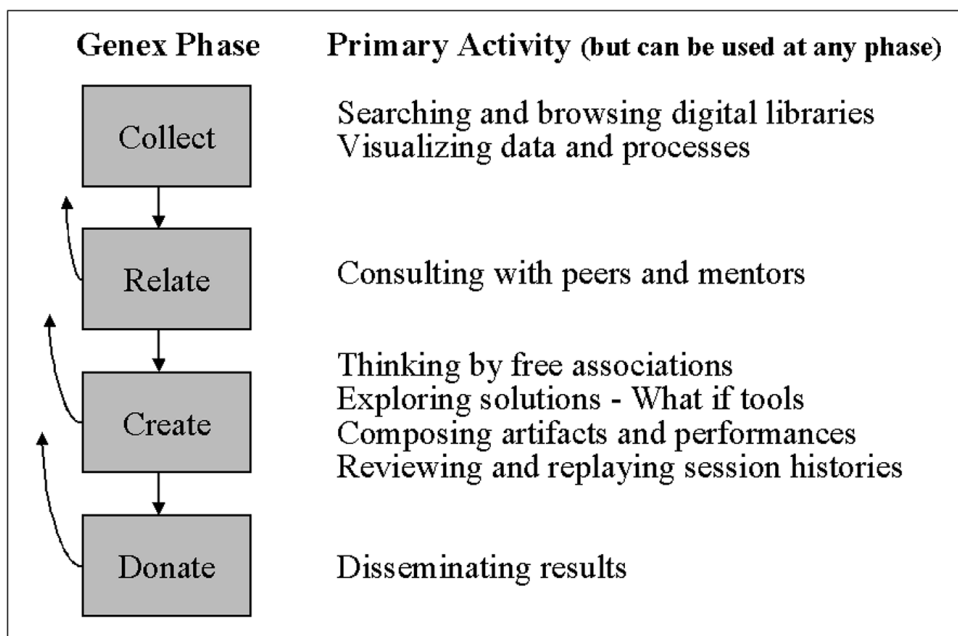 Genex Phase Primary Activity (but can be used at any phase)
Collect
Searching and browsing digital libraries
Visualizing data and processes
Relate
Consulting with peers and mentors
Create
Thinking by free associations
Exploring solutions - What if tools
Composing artifacts and performances
Reviewing and replaying session histories
Donate
Disseminating results